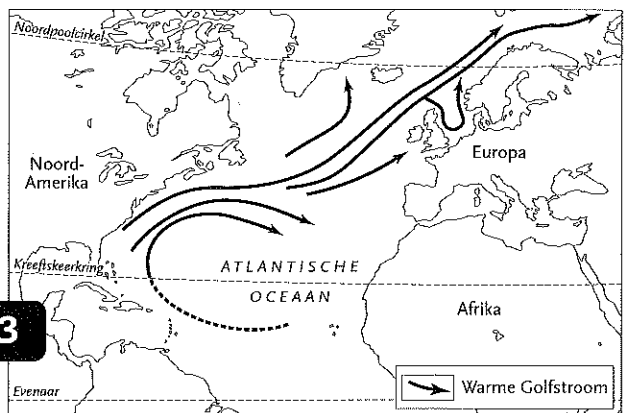 Noordpoolcirkel
Noord-
Amerika
Europa
Kreeftskeerkring
ATLANTISCHE
OCEAAN
3
Afrika
Evenaar
Warme Golfstroom